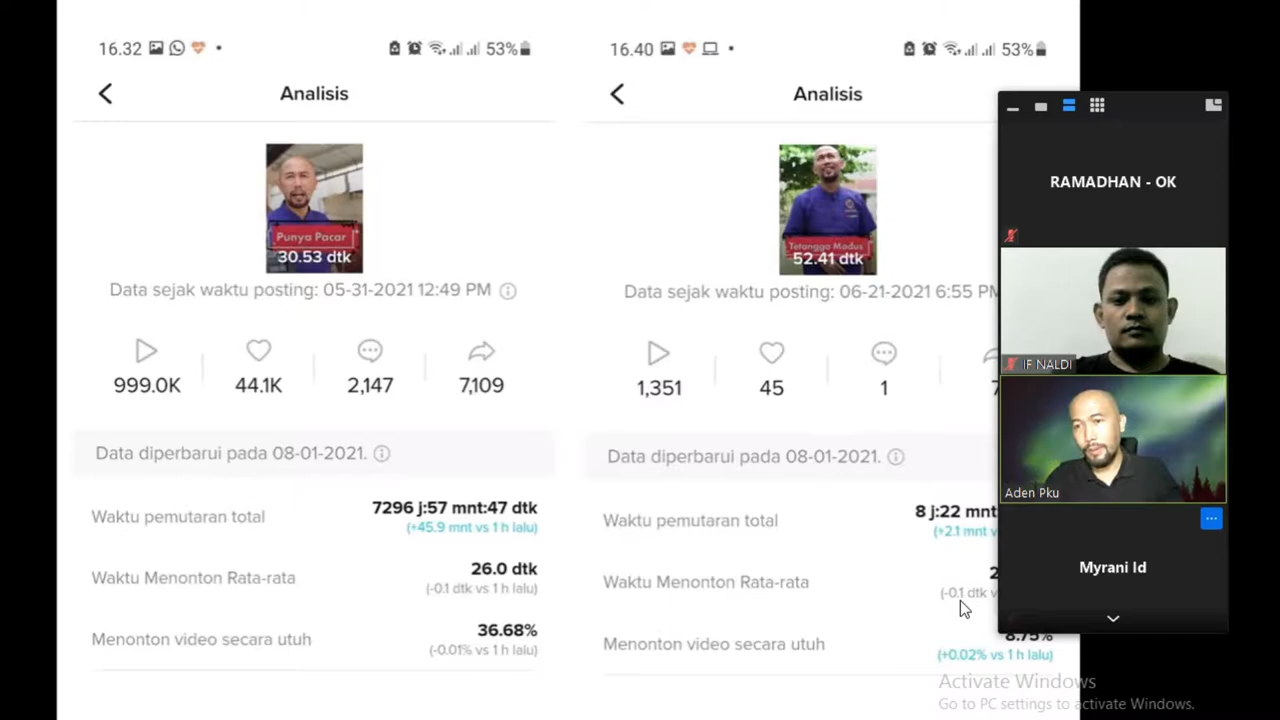 16.32
53%
Analisis
Punya Pacar
30.53 dtk
Data sejak waktu posting: 05-31-2021 12:49 PM
999.0K
44.1K
2,147
7,109
Data diperbarui pada 08-01-2021.
Waktu pemutaran total
7296 j:57 mnt:47 dtk
(+45.9 mnt vs 1 h lalu)
Waktu Menonton Rata-rata
26.0 dtk
(-0.1 dtk vs 1 h lalu)
Menonton video secara utuh
36.68%
(-0.01% vs 1 h lalu)
16.40
53%
Analisis
Tetangga Modus
52.41 dtk
Data sejak waktu posting: 06-21-2021 6:55 PM
1,351
45
1
Data diperbarui pada 08-01-2021.
Waktu pemutaran total
8 j:22 mnt
(+2.1 mnt v
Waktu Menonton Rata-rata
2
(-0.1 dtk v
Menonton video secara utuh
8.75%
(+0.02% vs 1 h lalu)
RAMADHAN - OK
IF NALDI
Aden Pku
Myrani Id
Activate Windows
Go to PC settings to activate Windows.